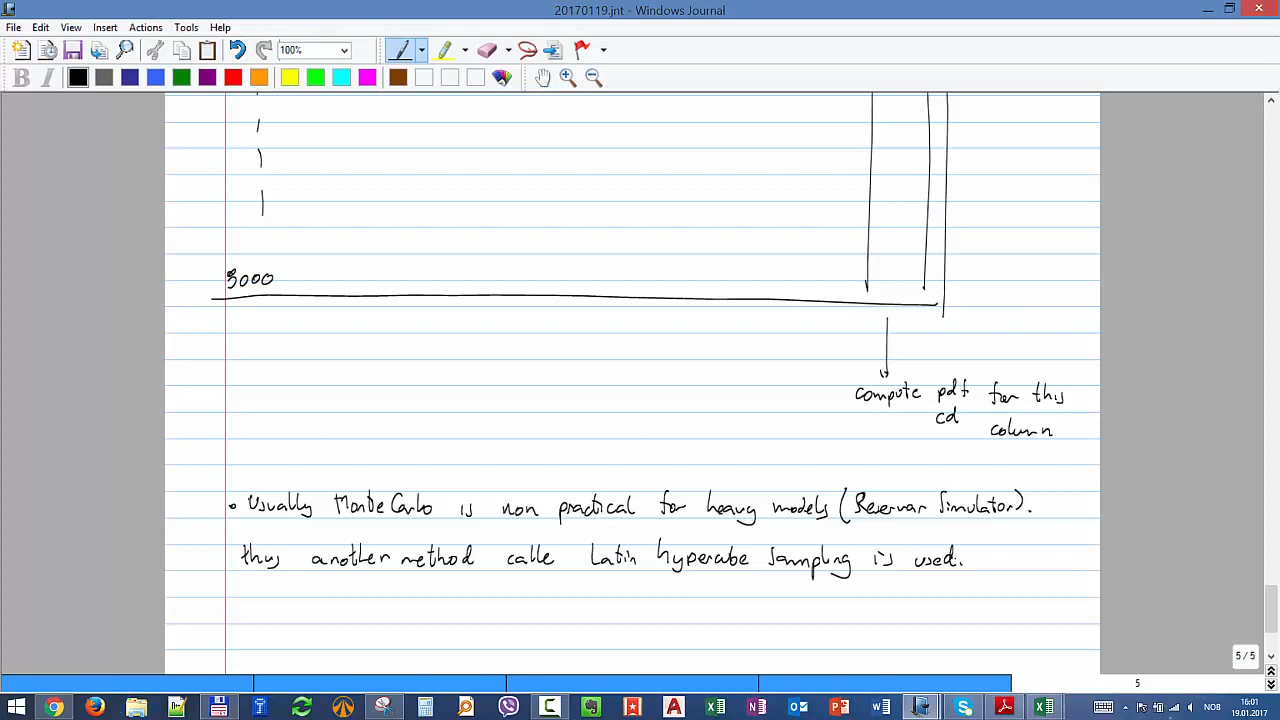 20170119.jnt - Windows Journal
File Edit View Insert Actions Tools Help
100%
B I
3000
compute pdf for this
cd column
• Usually MonteCarlo is non practical for heavy models (Reservar Simulator).
thus another method calle Latin hypercube sampling is used.
5 / 5
5
NOB
16:01
19.01.2017